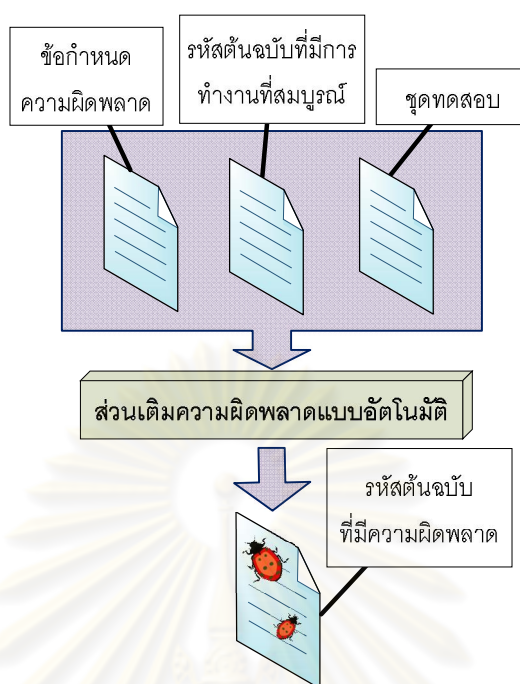 ข้อกำหนด
ความผิดพลาด
รหัสต้นฉบับที่มีการ
ทำงานที่สมบูรณ์
ชุดทดสอบ
ส่วนเติมความผิดพลาดแบบอัตโนมัติ
รหัสต้นฉบับ
ที่มีความผิดพลาด